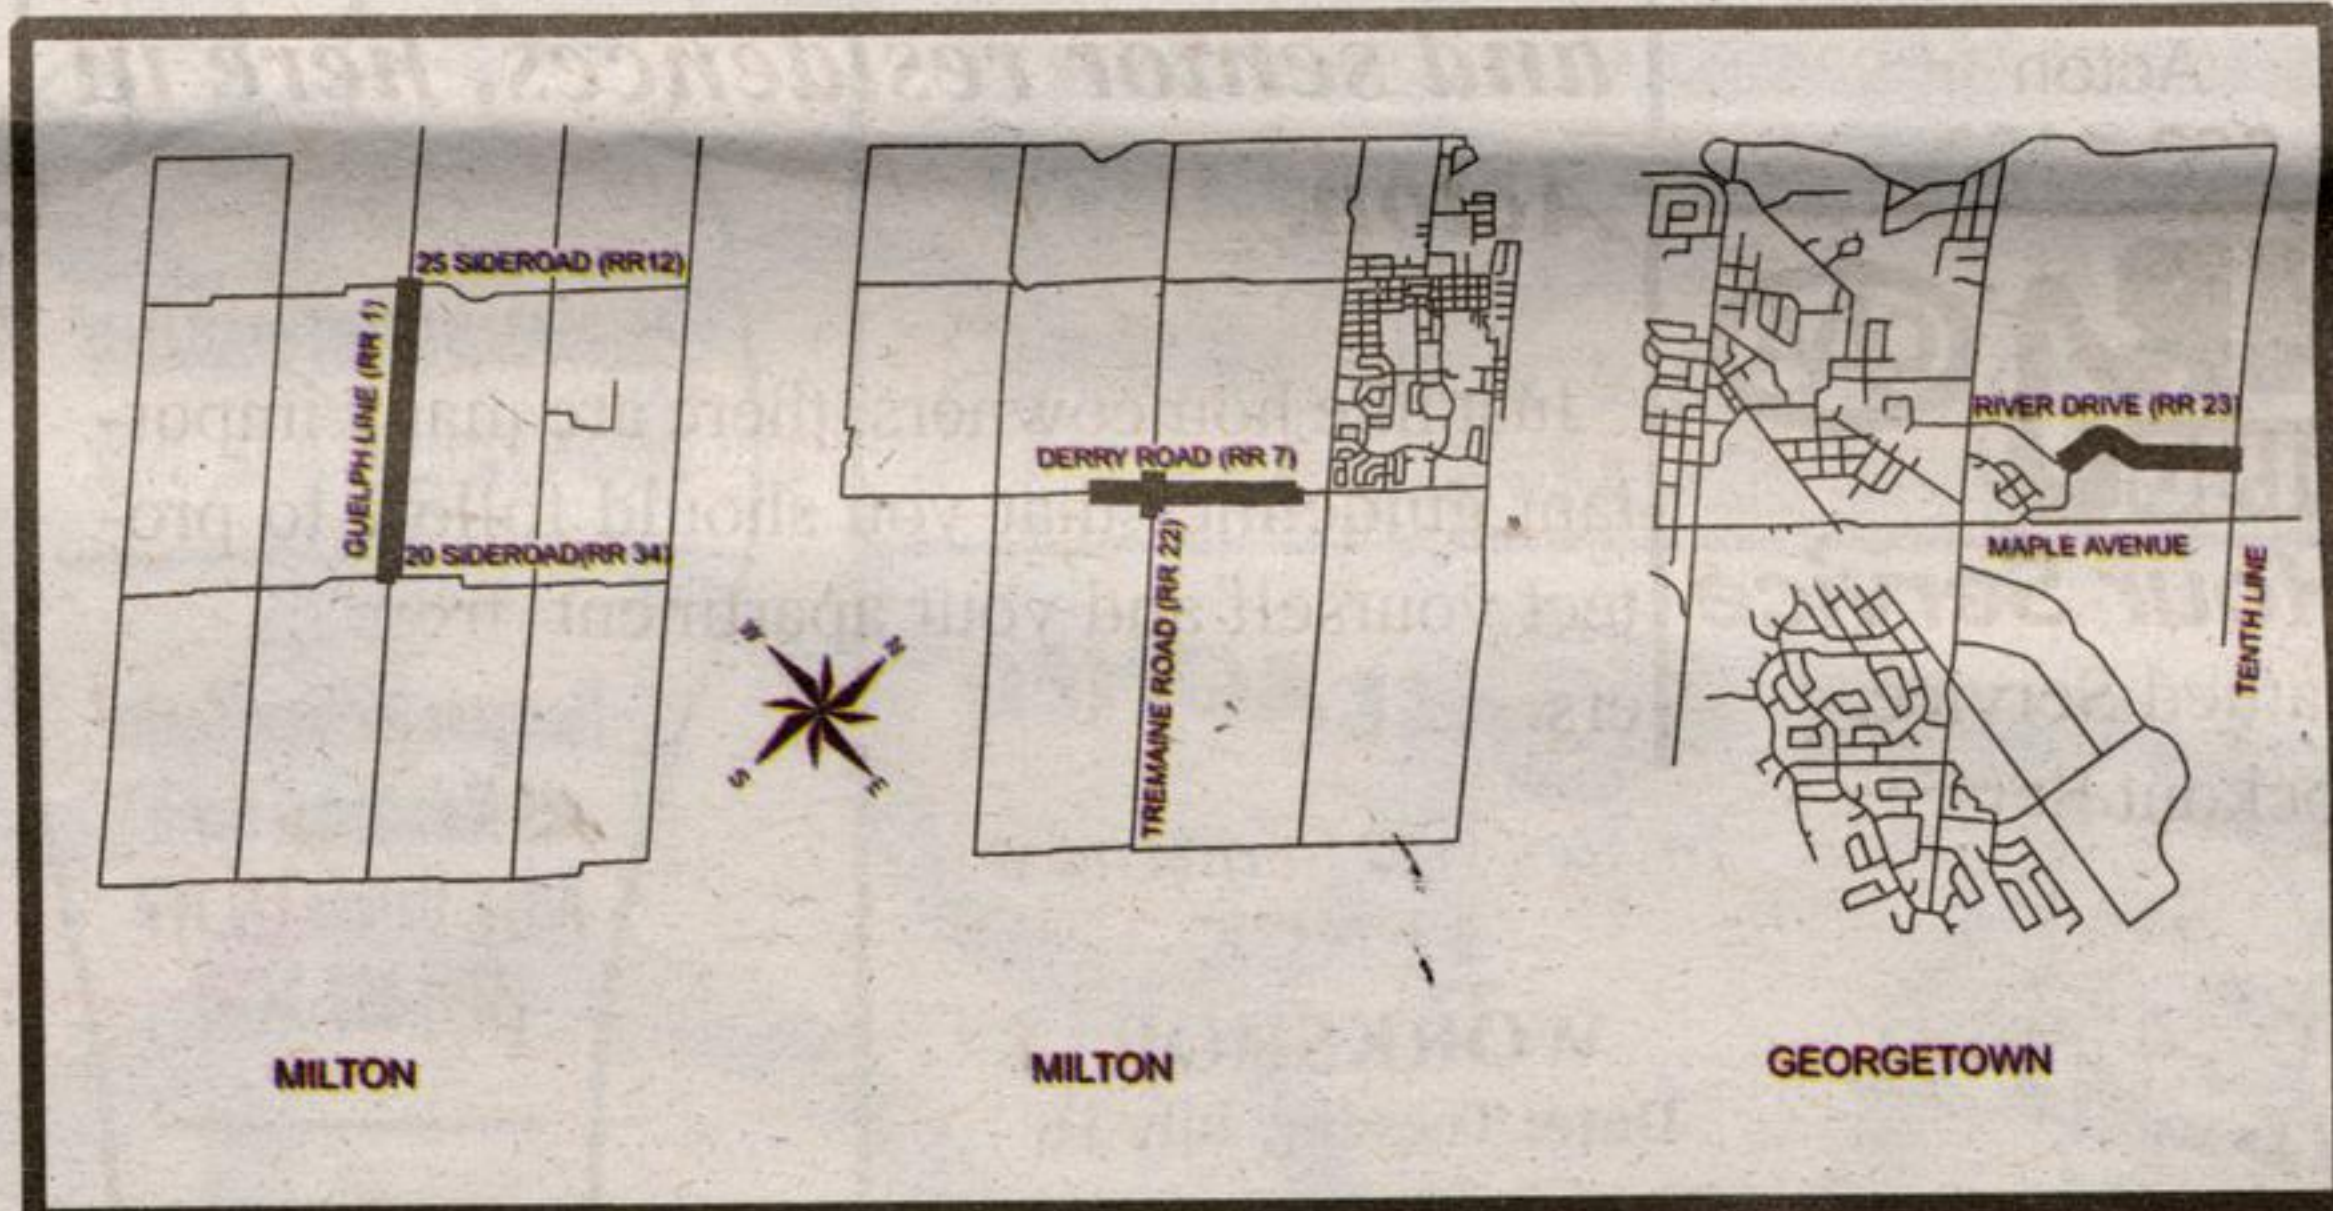 25 SIDEROAD (RR12)
GUELPH LINE (RR 1)
20 SIDEROAD(RR 34)
W
N
S
E
DERRY ROAD (RR 7)
TREMAINE ROAD (RR 22)
RIVER DRIVE (RR 23)
MAPLE AVENUE
TENTH LINE
MILTON
MILTON
GEORGETOWN